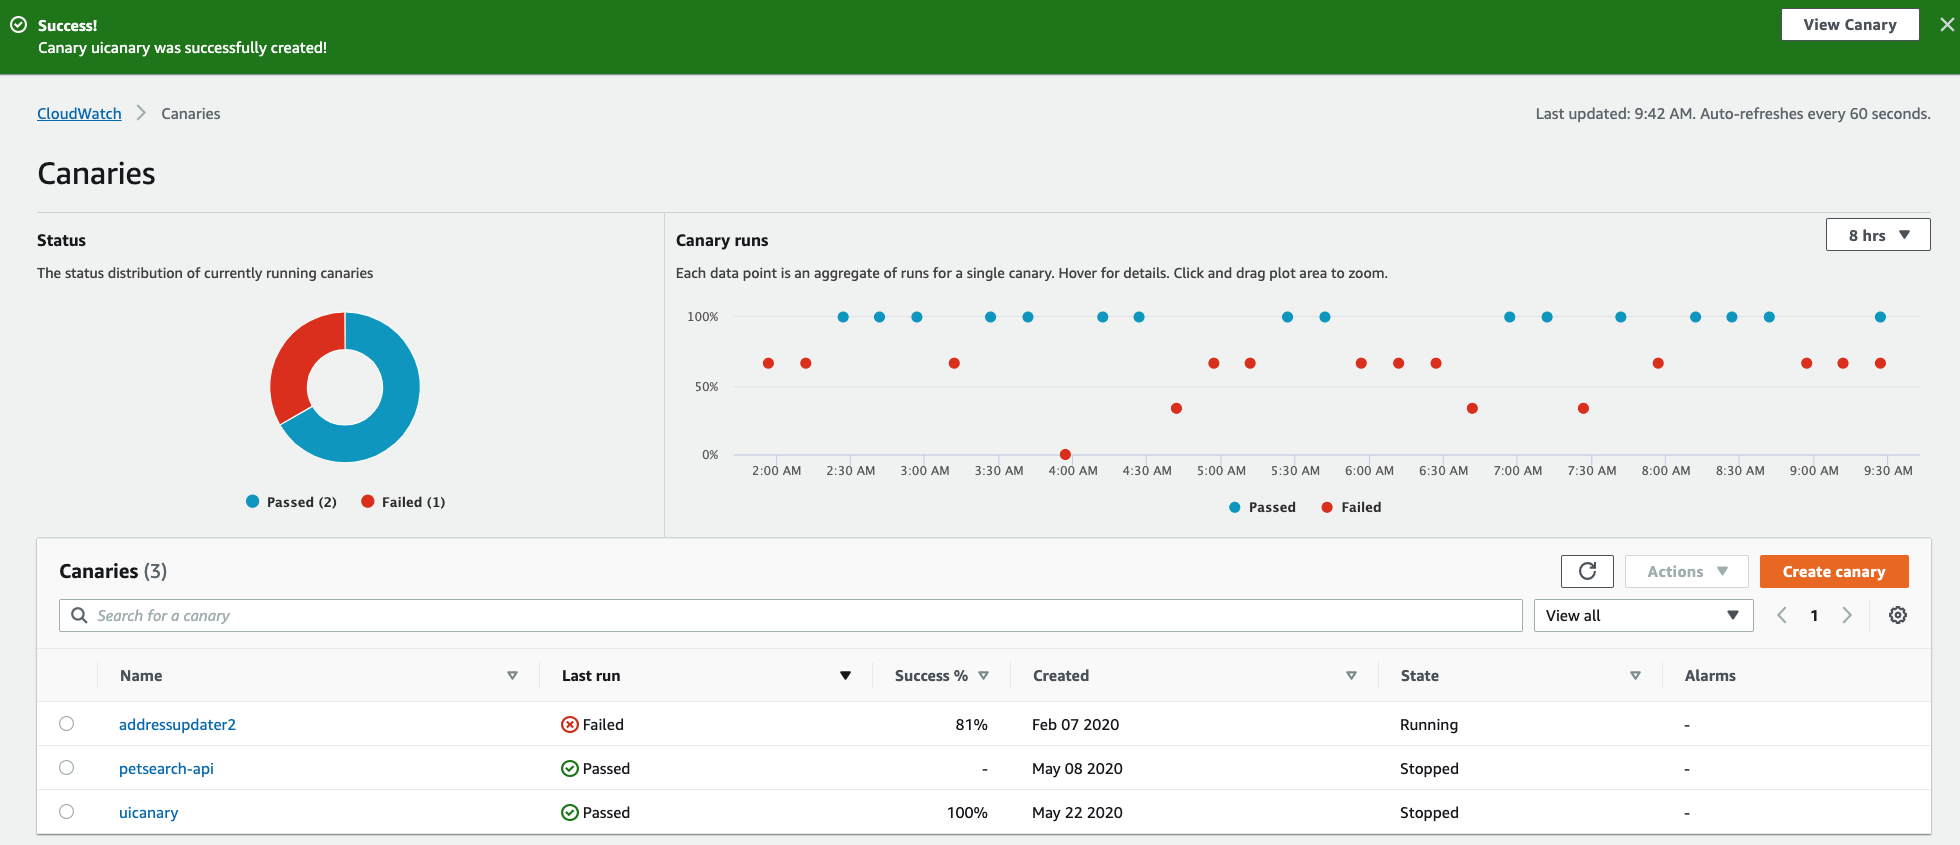 Success!
View Canary
Canary uicanary was successfully created!
CloudWatch Canaries
Last updated: 9:42 AM. Auto-refreshes every 60 seconds.
Canaries
Status
The status distribution of currently running canaries
Passed (2) Failed (1)
Canary runs
8 hrs
Each data point is an aggregate of runs for a single canary. Hover for details. Click and drag plot area to zoom.
100%
50%
0%
2:00 AM 2:30 AM 3:00 AM 3:30 AM 4:00 AM 4:30 AM 5:00 AM 5:30 AM 6:00 AM 6:30 AM 7:00 AM 7:30 AM 8:00 AM 8:30 AM 9:00 AM 9:30 AM
Passed Failed
Canaries (3)
Actions Create canary
Search for a canary View all 1
Name Last run Success % Created State Alarms
addressupdater2 Failed 81% Feb 07 2020 Running -
petsearch-api Passed - May 08 2020 Stopped -
uicanary Passed 100% May 22 2020 Stopped -